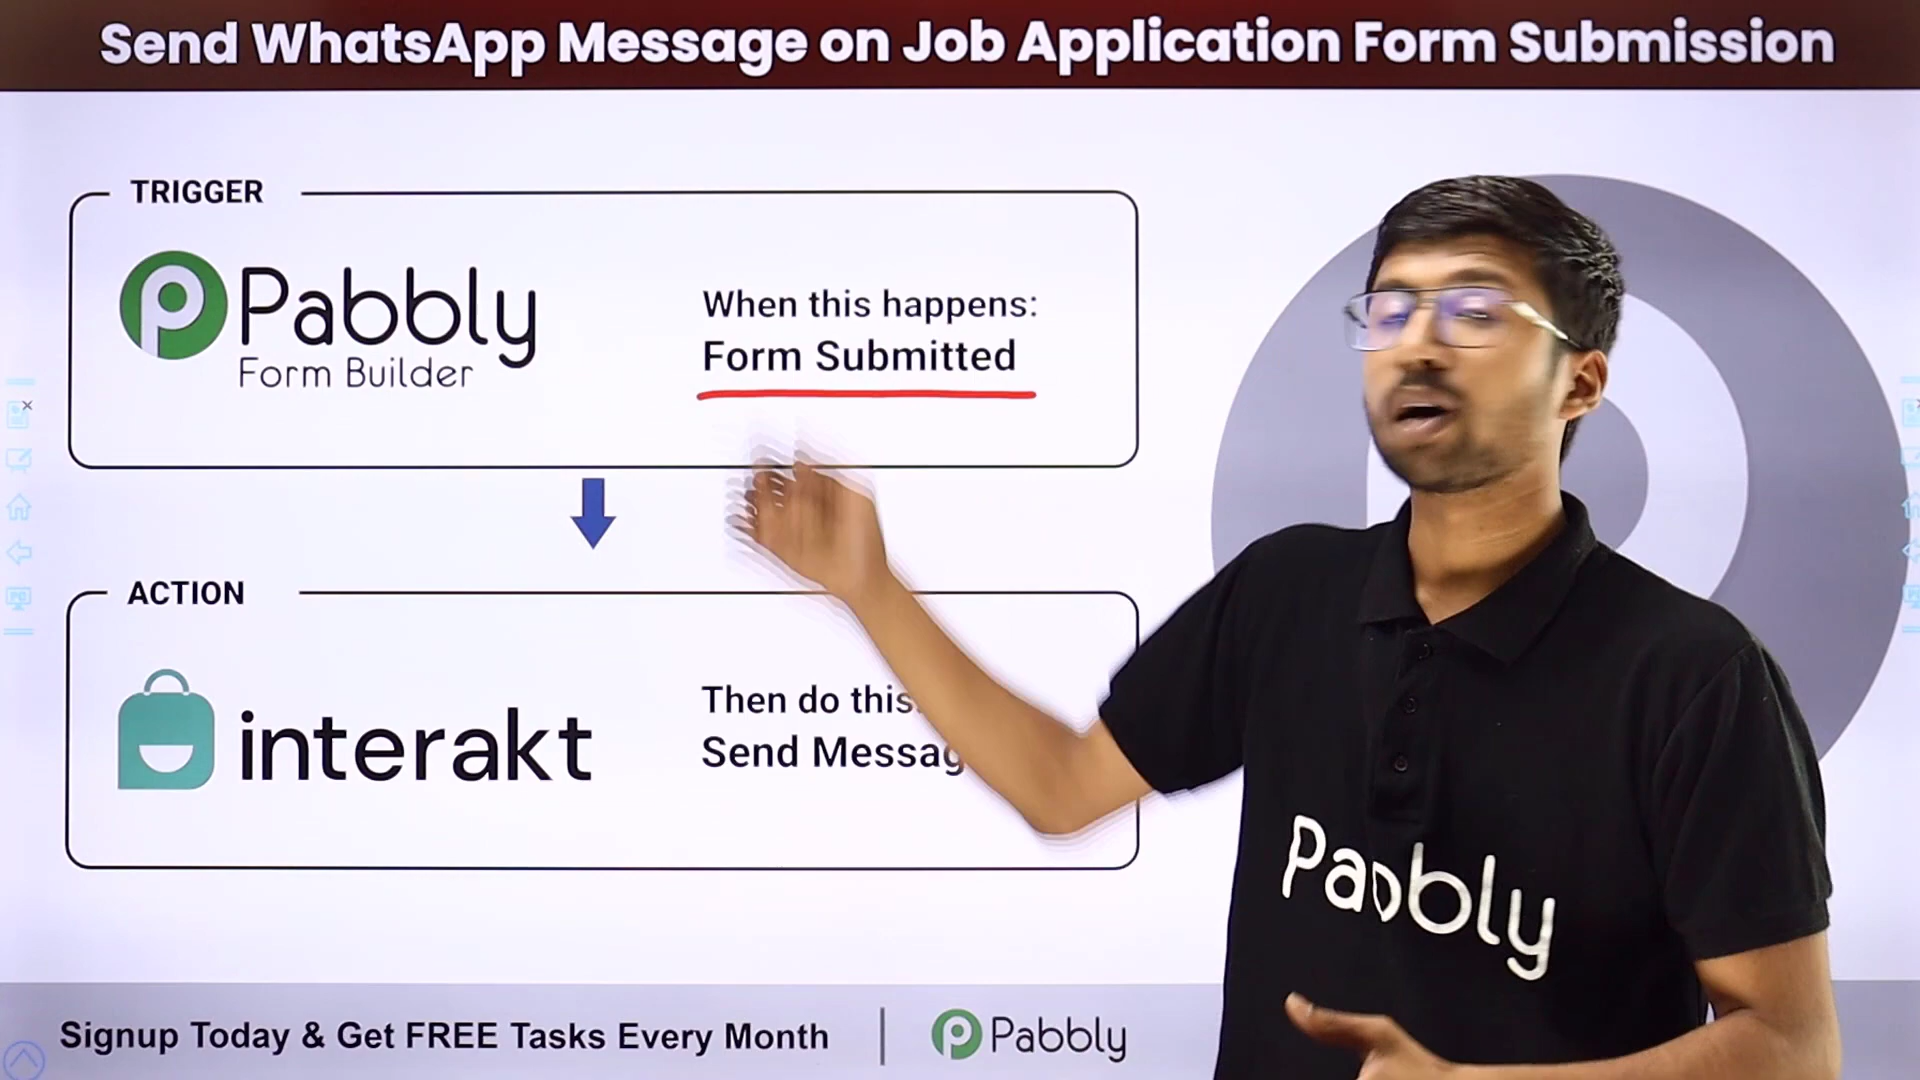 Send WhatsApp Message on Job Application Form Submission
TRIGGER
Pabbly
Form Builder
When this happens:
Form Submitted
ACTION
interakt
Then do this
Send Messag
Pabbly
Signup Today & Get FREE Tasks Every Month
Pabbly